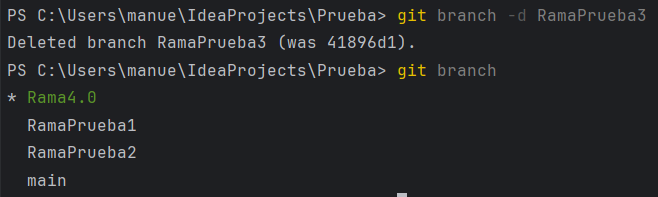 PS C:\Users\manue\IdeaProjects\Prueba> git branch -d RamaPrueba3
Deleted branch RamaPrueba3 (was 41896d1).
PS C:\Users\manue\IdeaProjects\Prueba> git branch
* Rama4.0
  RamaPrueba1
  RamaPrueba2
  main